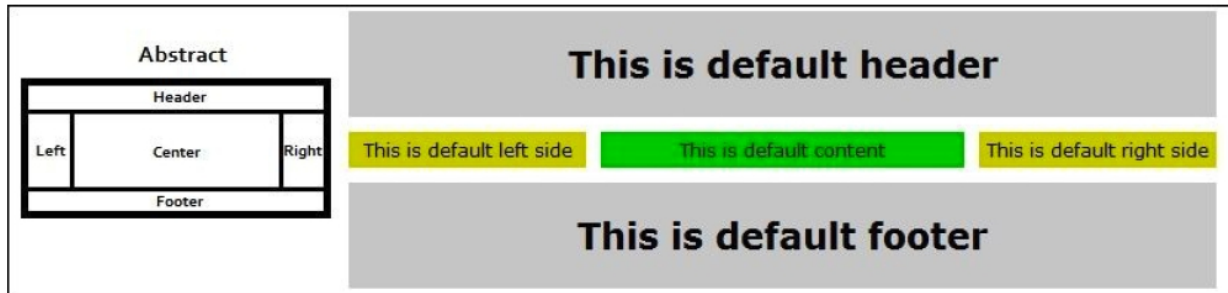 Abstract
Header
Left
Center
Right
Footer
This is default header
This is default left side
This is default content
This is default right side
This is default footer